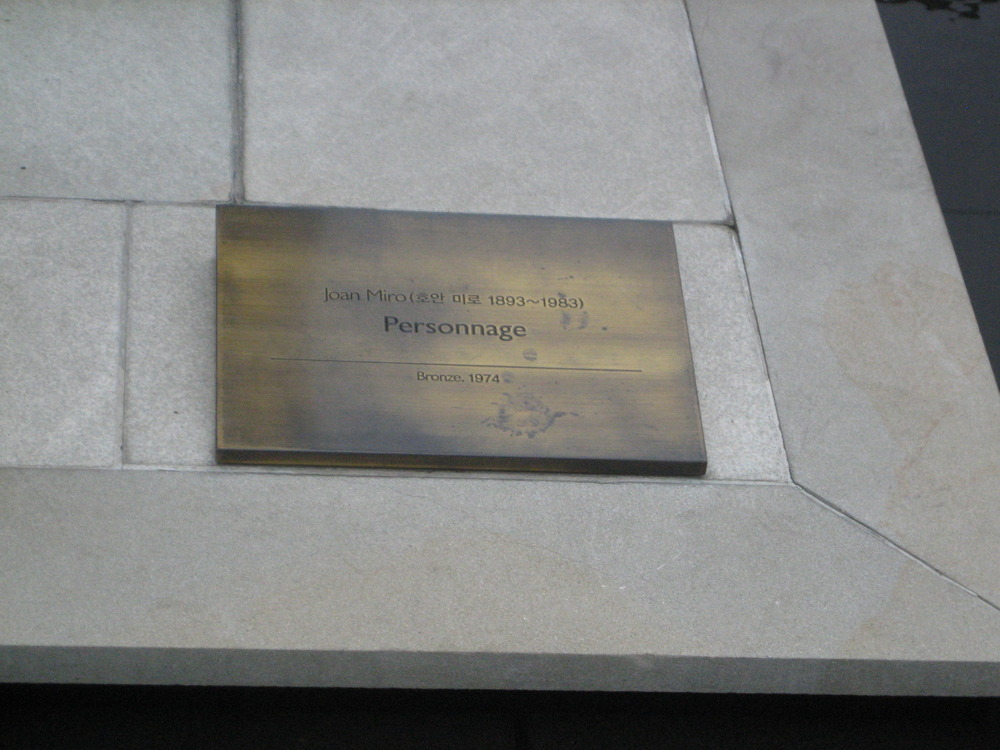 Joan Miro(호안 미로 1893~1983)
Personnage
Bronze, 1974